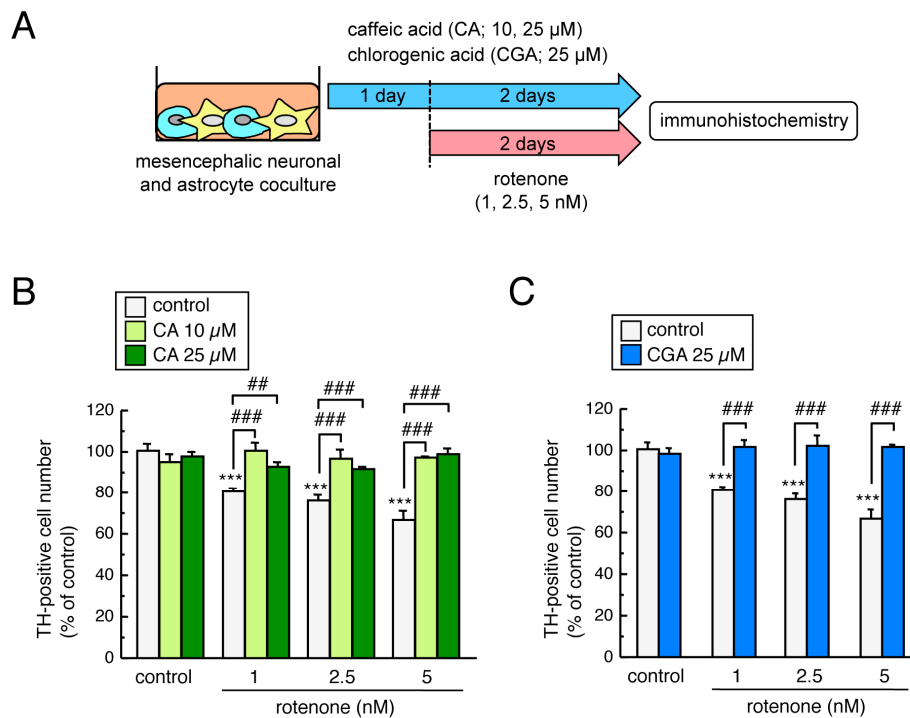 A
caffeic acid (CA; 10, 25 µM)
chlorogenic acid (CGA; 25 µM)
1 day
2 days
2 days
immunohistochemistry
mesencephalic neuronal
and astrocyte coculture
rotenone
(1, 2.5, 5 nM)
B
control
CA 10 µM
CA 25 µM
##
###
###
###
###
###
***
***
***
TH-positive cell number
(% of control)
120
100
80
60
40
20
0
control
1
2.5
5
rotenone (nM)
C
control
CGA 25 µM
###
###
###
***
***
***
TH-positive cell number
(% of control)
120
100
80
60
40
20
0
control
1
2.5
5
rotenone (nM)